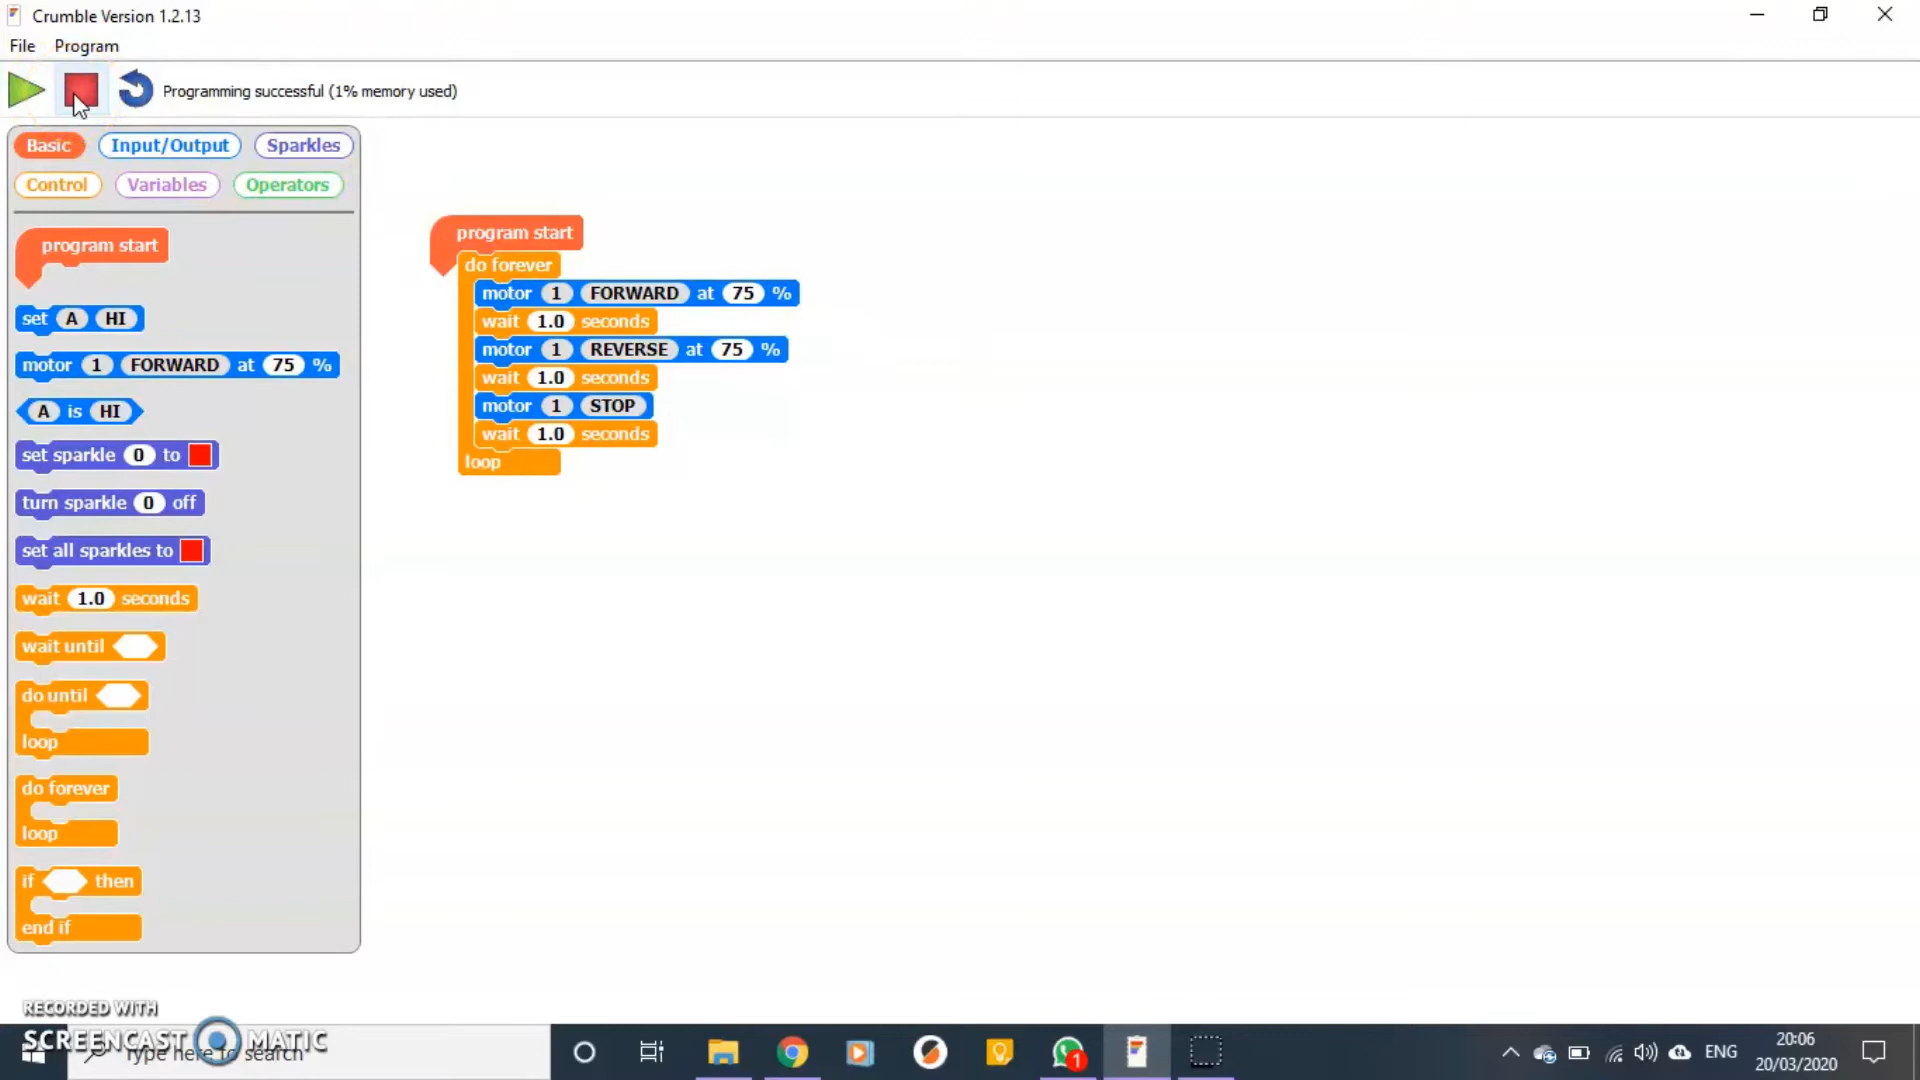 Crumble Version 1.2.13
File Program
Programming successful (1% memory used)
Basic Input/Output Sparkles
Control Variables Operators
program start
set A HI
motor 1 FORWARD at 75 %
A is HI
set sparkle 0 to
turn sparkle 0 off
set all sparkles to
wait 1.0 seconds
wait until
do until
loop
do forever
loop
if then
end if
program start
do forever
motor 1 FORWARD at 75 %
wait 1.0 seconds
motor 1 REVERSE at 75 %
wait 1.0 seconds
motor 1 STOP
wait 1.0 seconds
loop
RECORDED WITH
SCREENCAST MATIC
Type here to search
1
ENG
20:06
20/03/2020